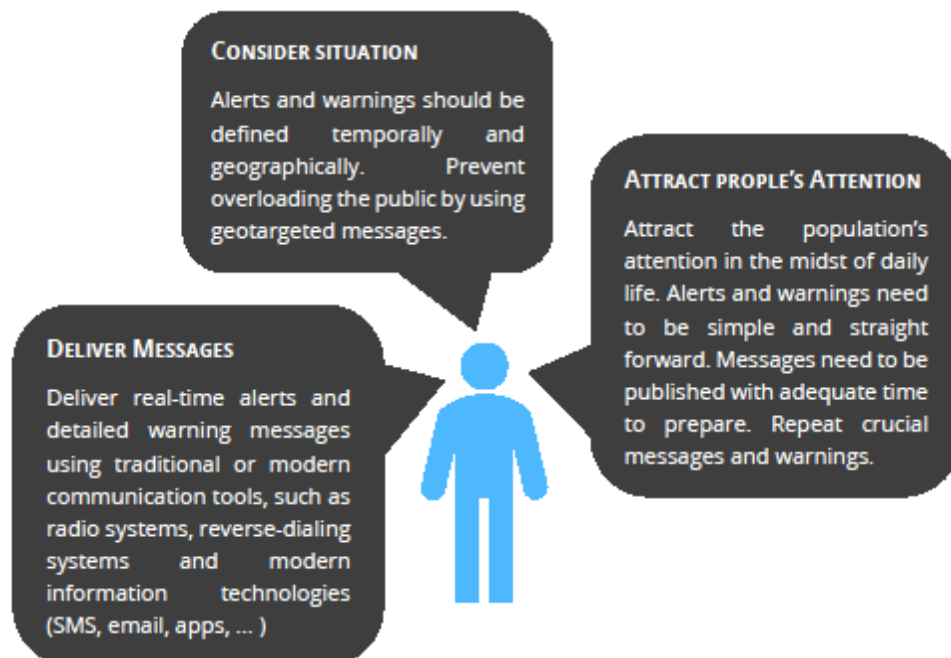 CONSIDER SITUATION
Alerts and warnings should be
defined temporally and
geographically. Prevent
overloading the public by using
geotargeted messages.
ATTRACT PROPLE'S ATTENTION
Attract the population's
attention in the midst of daily
life. Alerts and warnings need
to be simple and straight
forward. Messages need to be
published with adequate time
to prepare. Repeat crucial
messages and warnings.
DELIVER MESSAGES
Deliver real-time alerts and
detailed warning messages
using traditional or modern
communication tools, such as
radio systems, reverse-dialing
systems and modern
information technologies
(SMS, email, apps, ... )